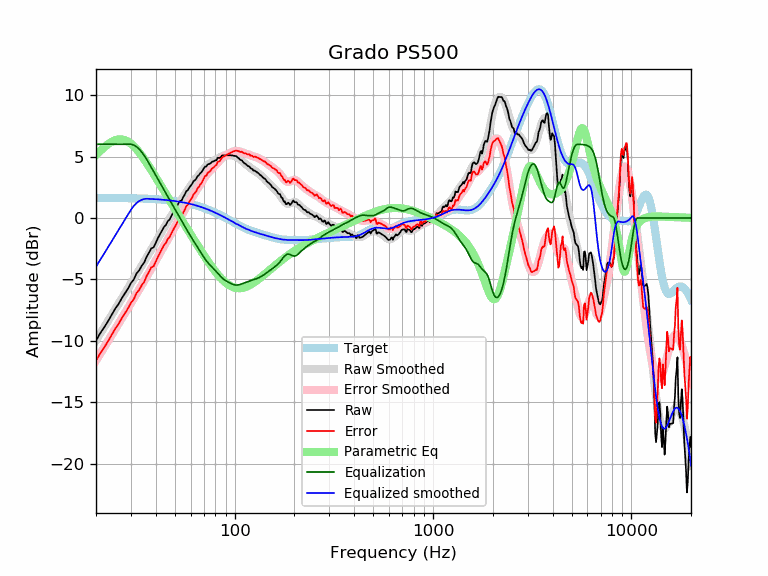 Grado PS500
Amplitude (dBr)
10
5
0
−5
−10
−15
−20
Target
Raw Smoothed
Error Smoothed
Raw
Error
Parametric Eq
Equalization
Equalized smoothed
100
1000
10000
Frequency (Hz)